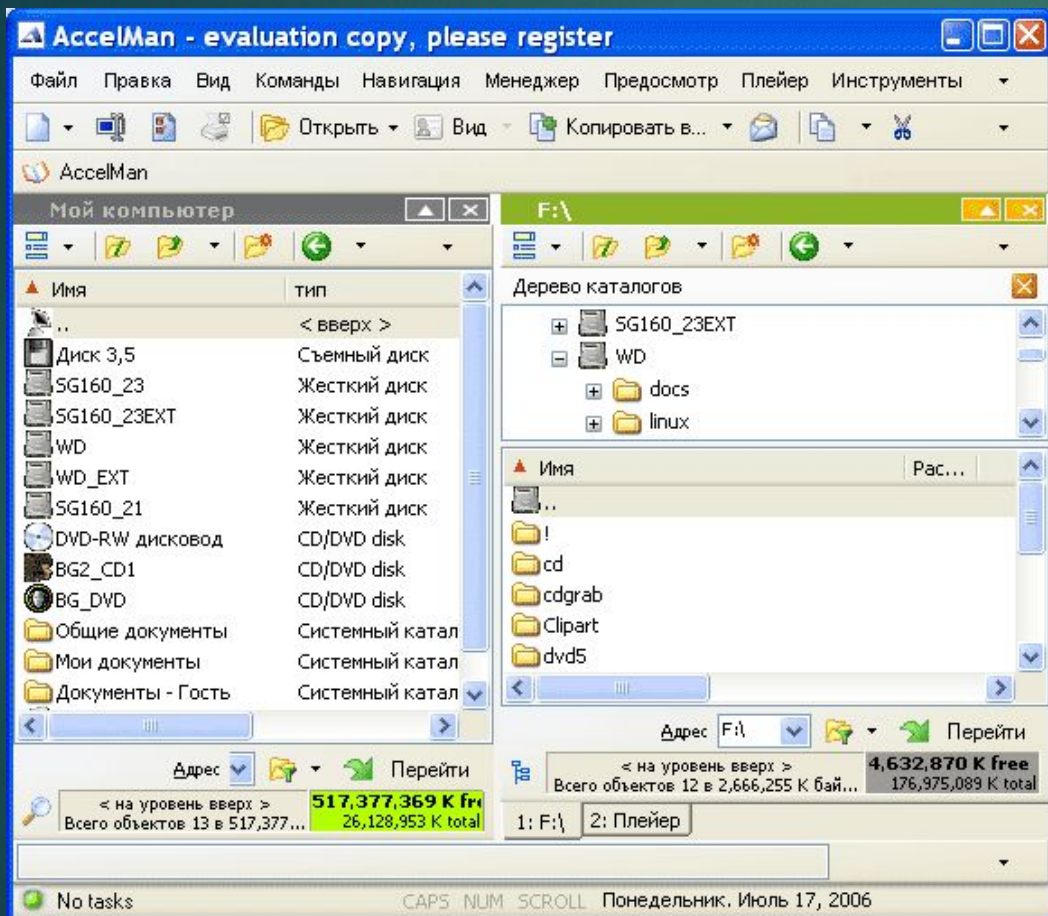 AccelMan - evaluation copy, please register
Файл Правка Вид Команды Навигация Менеджер Предосмотр Плейер Инструменты
Открыть Вид Копировать в...
AccelMan
Мой компьютер
Имя тип
.. < вверх >
Диск 3,5 Съемный диск
SG160_23 Жесткий диск
SG160_23EXT Жесткий диск
WD Жесткий диск
WD_EXT Жесткий диск
SG160_21 Жесткий диск
DVD-RW дисковод CD/DVD disk
BG2_CD1 CD/DVD disk
BG_DVD CD/DVD disk
Общие документы Системный катал
Мои документы Системный катал
Документы - Гость Системный катал
Адрес Перейти
< на уровень вверх > 517,377,369 K fre
Всего объектов 13 в 517,377... 26,128,953 K total
F:\
Дерево каталогов
SG160_23EXT
WD
docs
linux
Имя Рас...
..
!
cd
cdgrab
Clipart
dvd5
Адрес F:\ Перейти
< на уровень вверх > 4,632,870 K free
Всего объектов 12 в 2,666,255 К бай... 176,975,089 K total
1: F:\ 2: Плейер
No tasks CAPS NUM SCROLL Понедельник. Июль 17, 2006